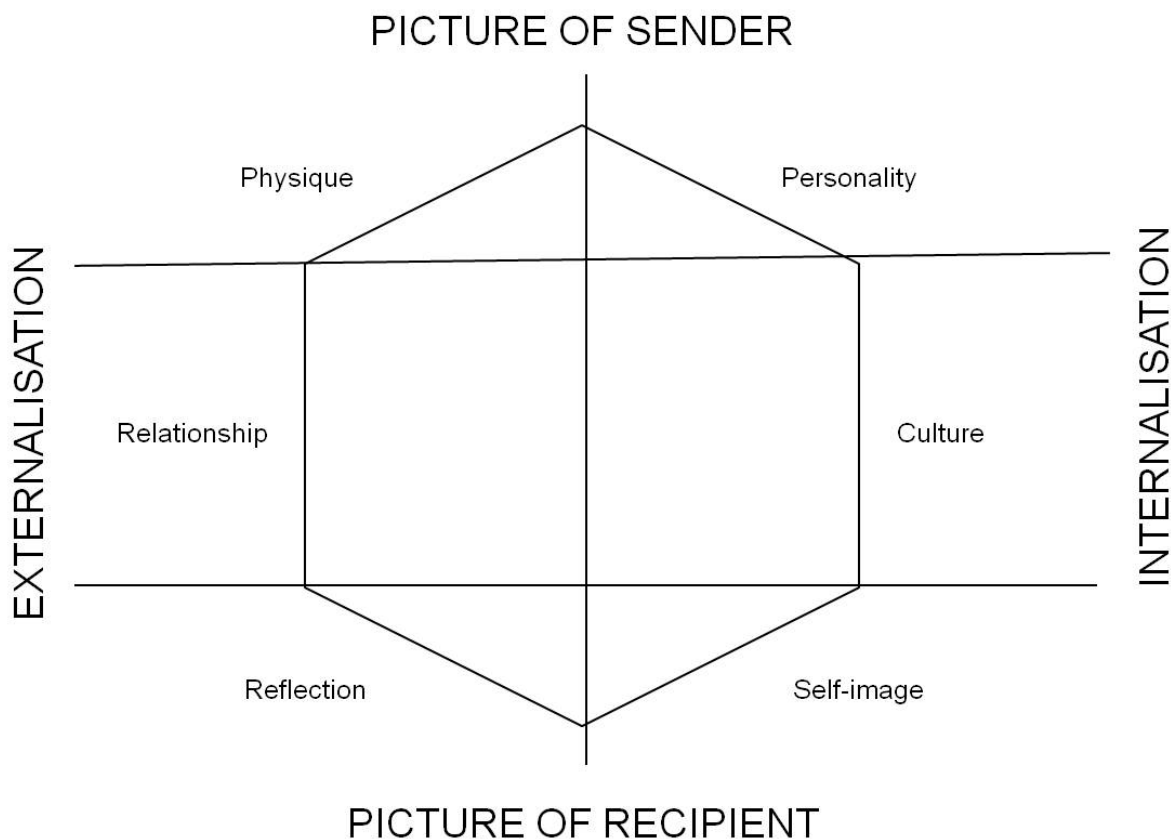 PICTURE OF SENDER
Physique
Personality
EXTERNALISATION
INTERNALISATION
Relationship
Culture
Reflection
Self-image
PICTURE OF RECIPIENT